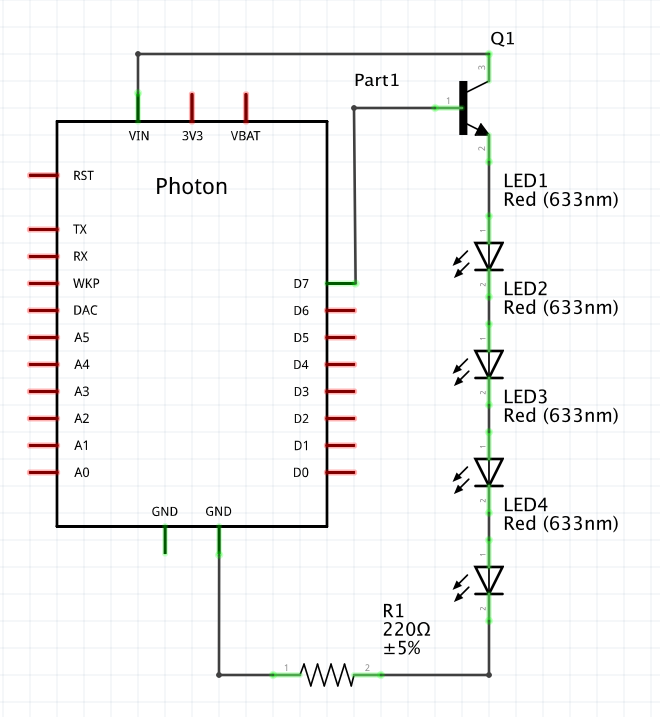 Q1
3
Part1
1
2
VIN
3V3
VBAT
Photon
RST
TX
RX
WKP
DAC
A5
A4
A3
A2
A1
A0
D7
D6
D5
D4
D3
D2
D1
D0
GND
GND
LED1
Red (633nm)
1
2
LED2
Red (633nm)
1
2
LED3
Red (633nm)
1
2
LED4
Red (633nm)
1
2
R1
220Ω
±5%
1
2